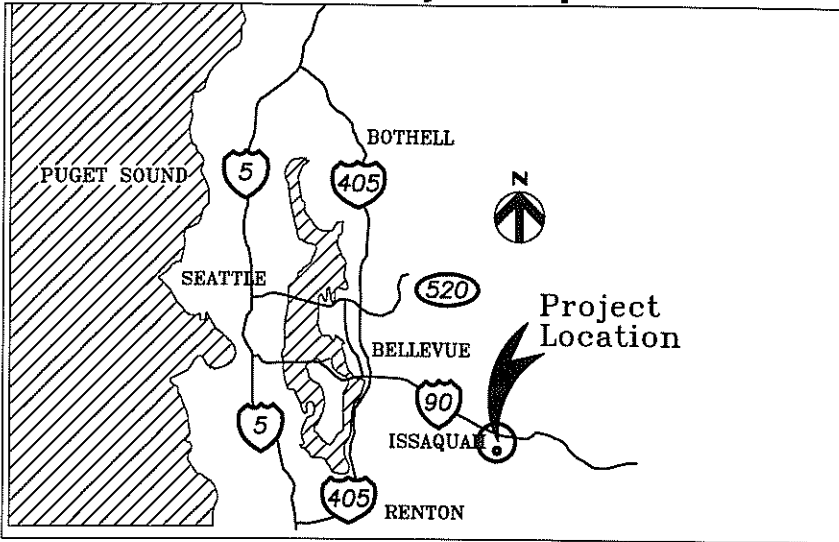 BOTHELL
PUGET SOUND
5
405
N
SEATTLE
520
Project
Location
BELLEVUE
90
5
ISSAQUAH
405
RENTON